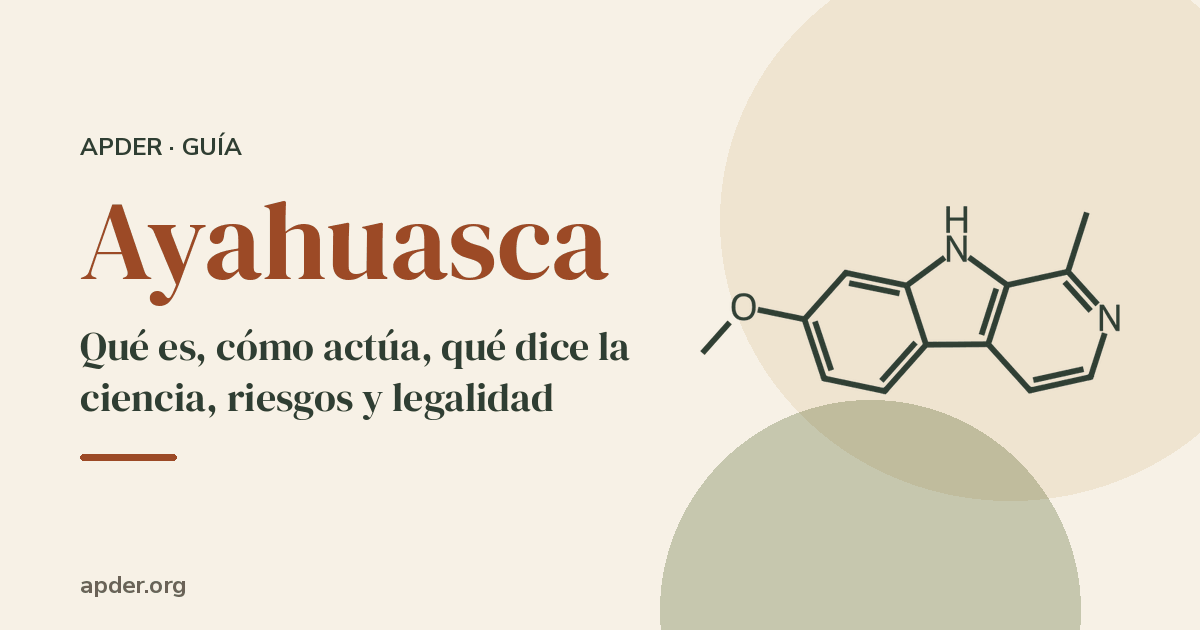 APDER · GUÍA
Ayahuasca
Qué es, cómo actúa, qué dice la
ciencia, riesgos y legalidad
H
N
O
N
apder.org